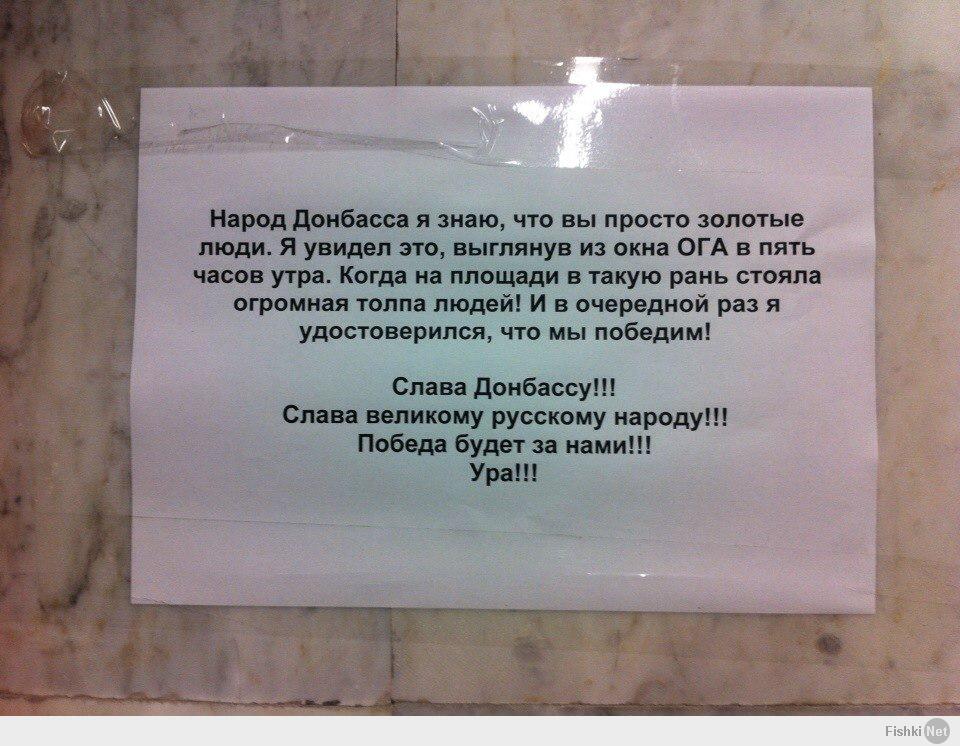 Народ Донбасса я знаю, что вы просто золотые
люди. Я увидел это, выглянув из окна ОГА в пять
часов утра. Когда на площади в такую рань стояла
огромная толпа людей! И в очередной раз я
удостоверился, что мы победим!
Слава Донбассу!!!
Слава великому русскому народу!!!
Победа будет за нами!!!
Ура!!!
Fishki Net